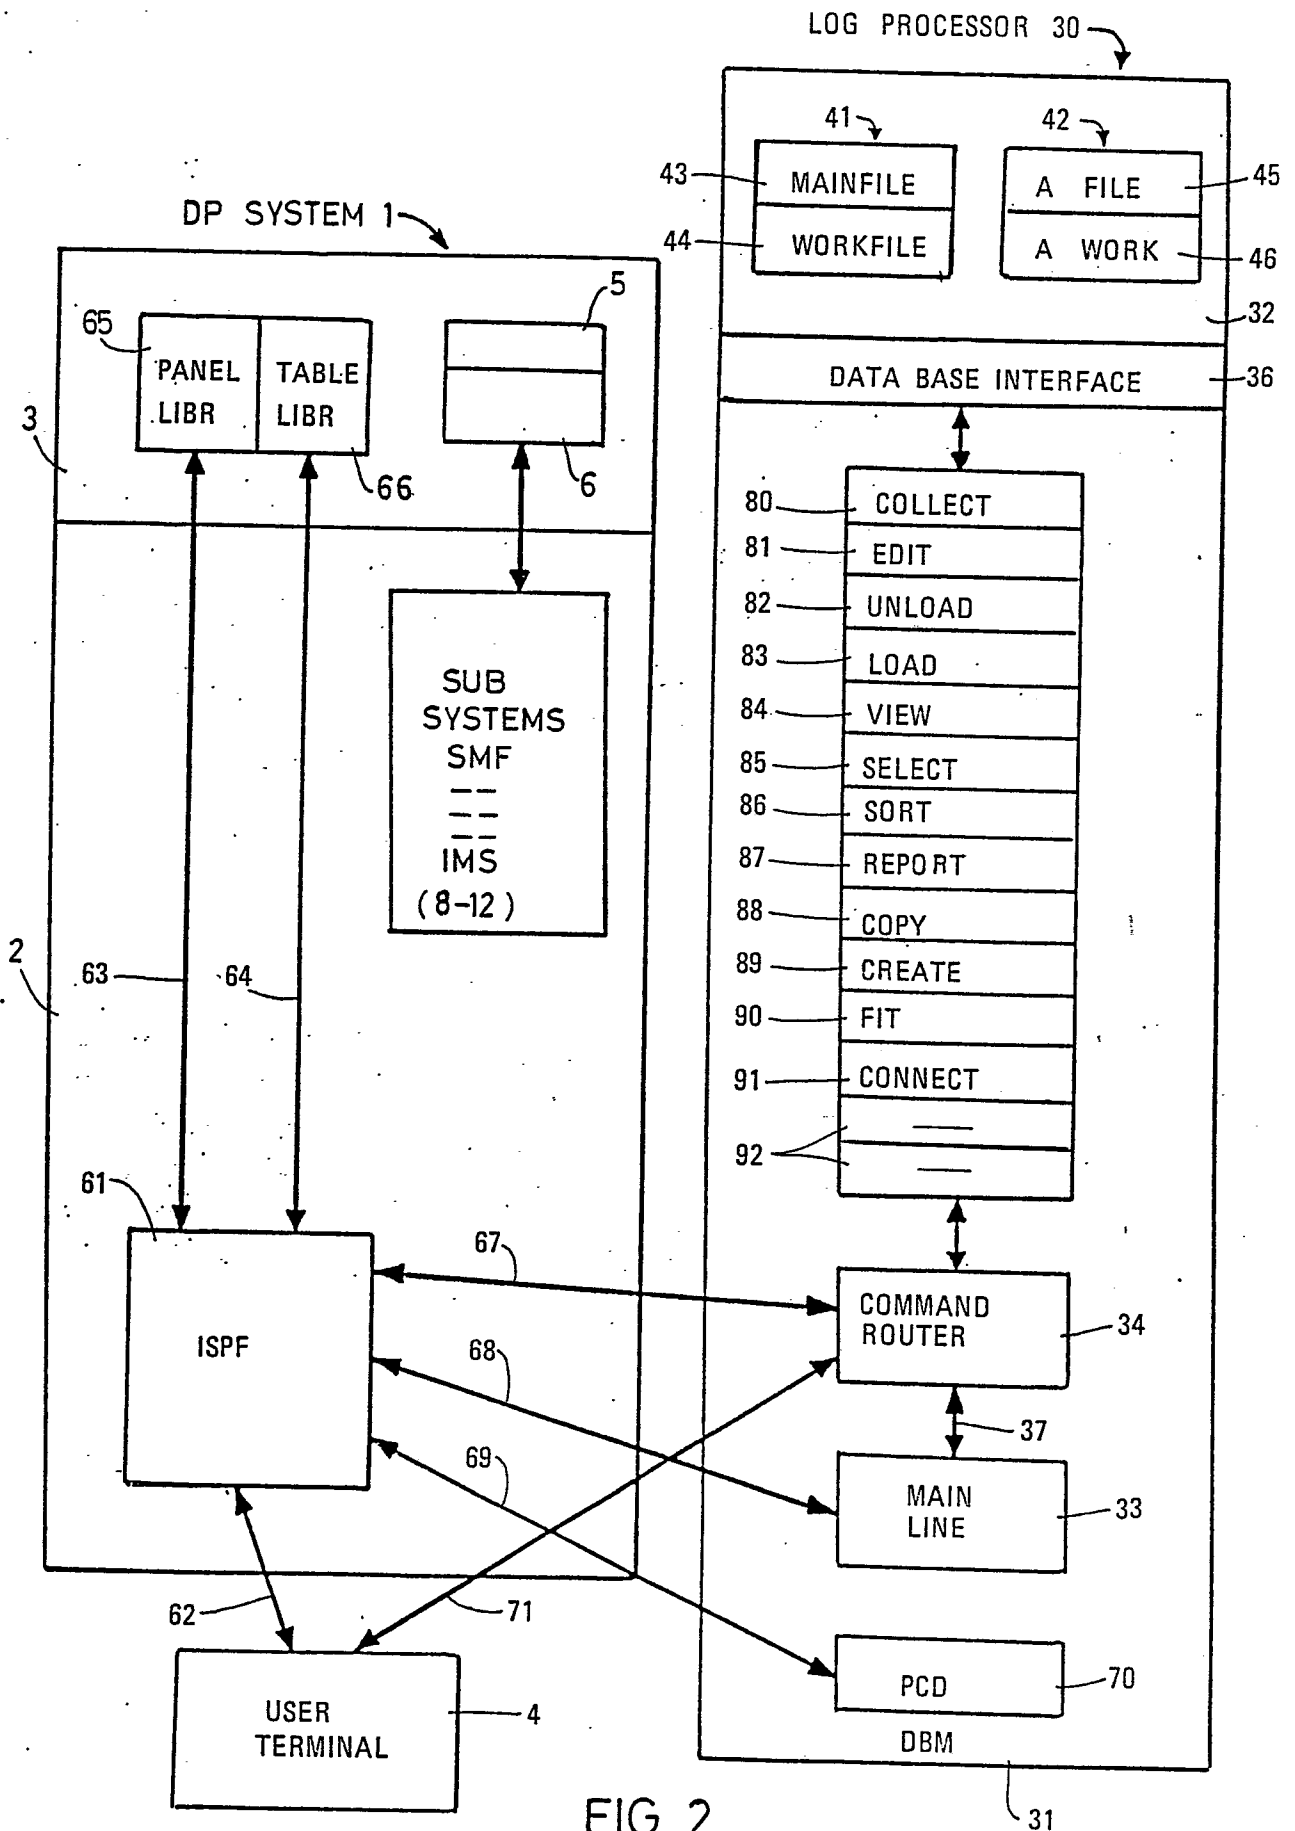 LOG PROCESSOR 30
41
42
43
MAINFILE
A FILE
45
44
WORKFILE
A WORK
46
32
DATA BASE INTERFACE
36
DP SYSTEM 1
5
65
PANEL
LIBR
TABLE
LIBR
3
66
6
80
COLLECT
81
EDIT
82
UNLOAD
83
LOAD
84
VIEW
85
SELECT
86
SORT
87
REPORT
88
COPY
89
CREATE
90
FIT
91
CONNECT
92
SUB
SYSTEMS
SMF
IMS
(8-12)
2
63
64
61
ISPF
67
68
69
COMMAND
ROUTER
34
37
MAIN
LINE
33
62
71
USER
TERMINAL
4
PCD
70
DBM
31
FIG 2